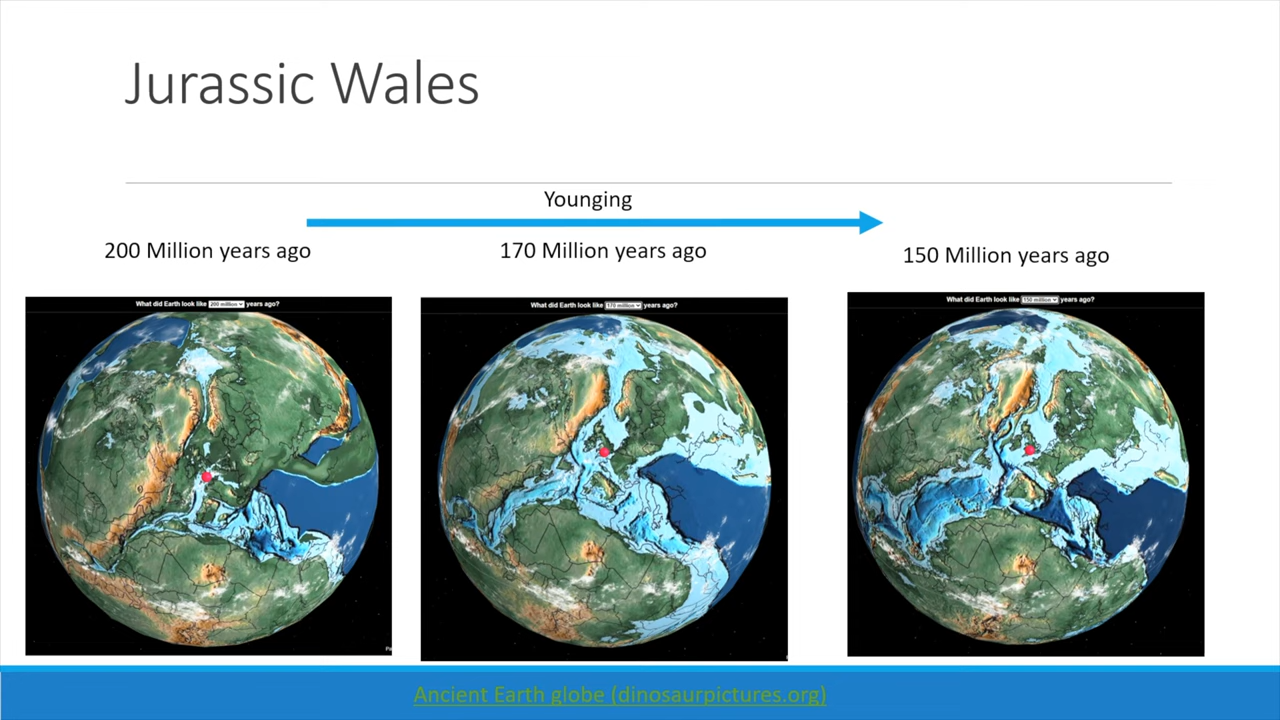 Jurassic Wales
Younging
200 Million years ago
170 Million years ago
150 Million years ago
What did Earth look like 200 million years ago?
What did Earth look like 170 million years ago?
What did Earth look like 150 million years ago?
Ancient Earth globe (dinosaurpictures.org)